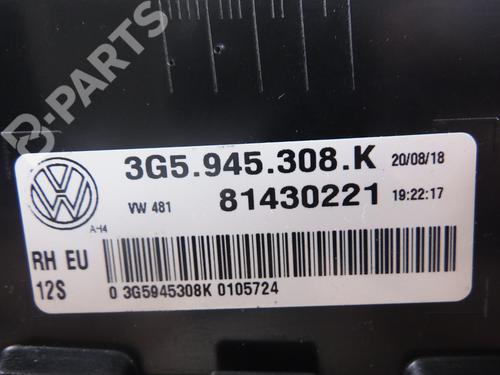 B-PARTS
3G5.945.308.K 20/08/18
VW 481 81430221 19:22:17
AH4
RH EU
12S
0 3G5945308K 0105724